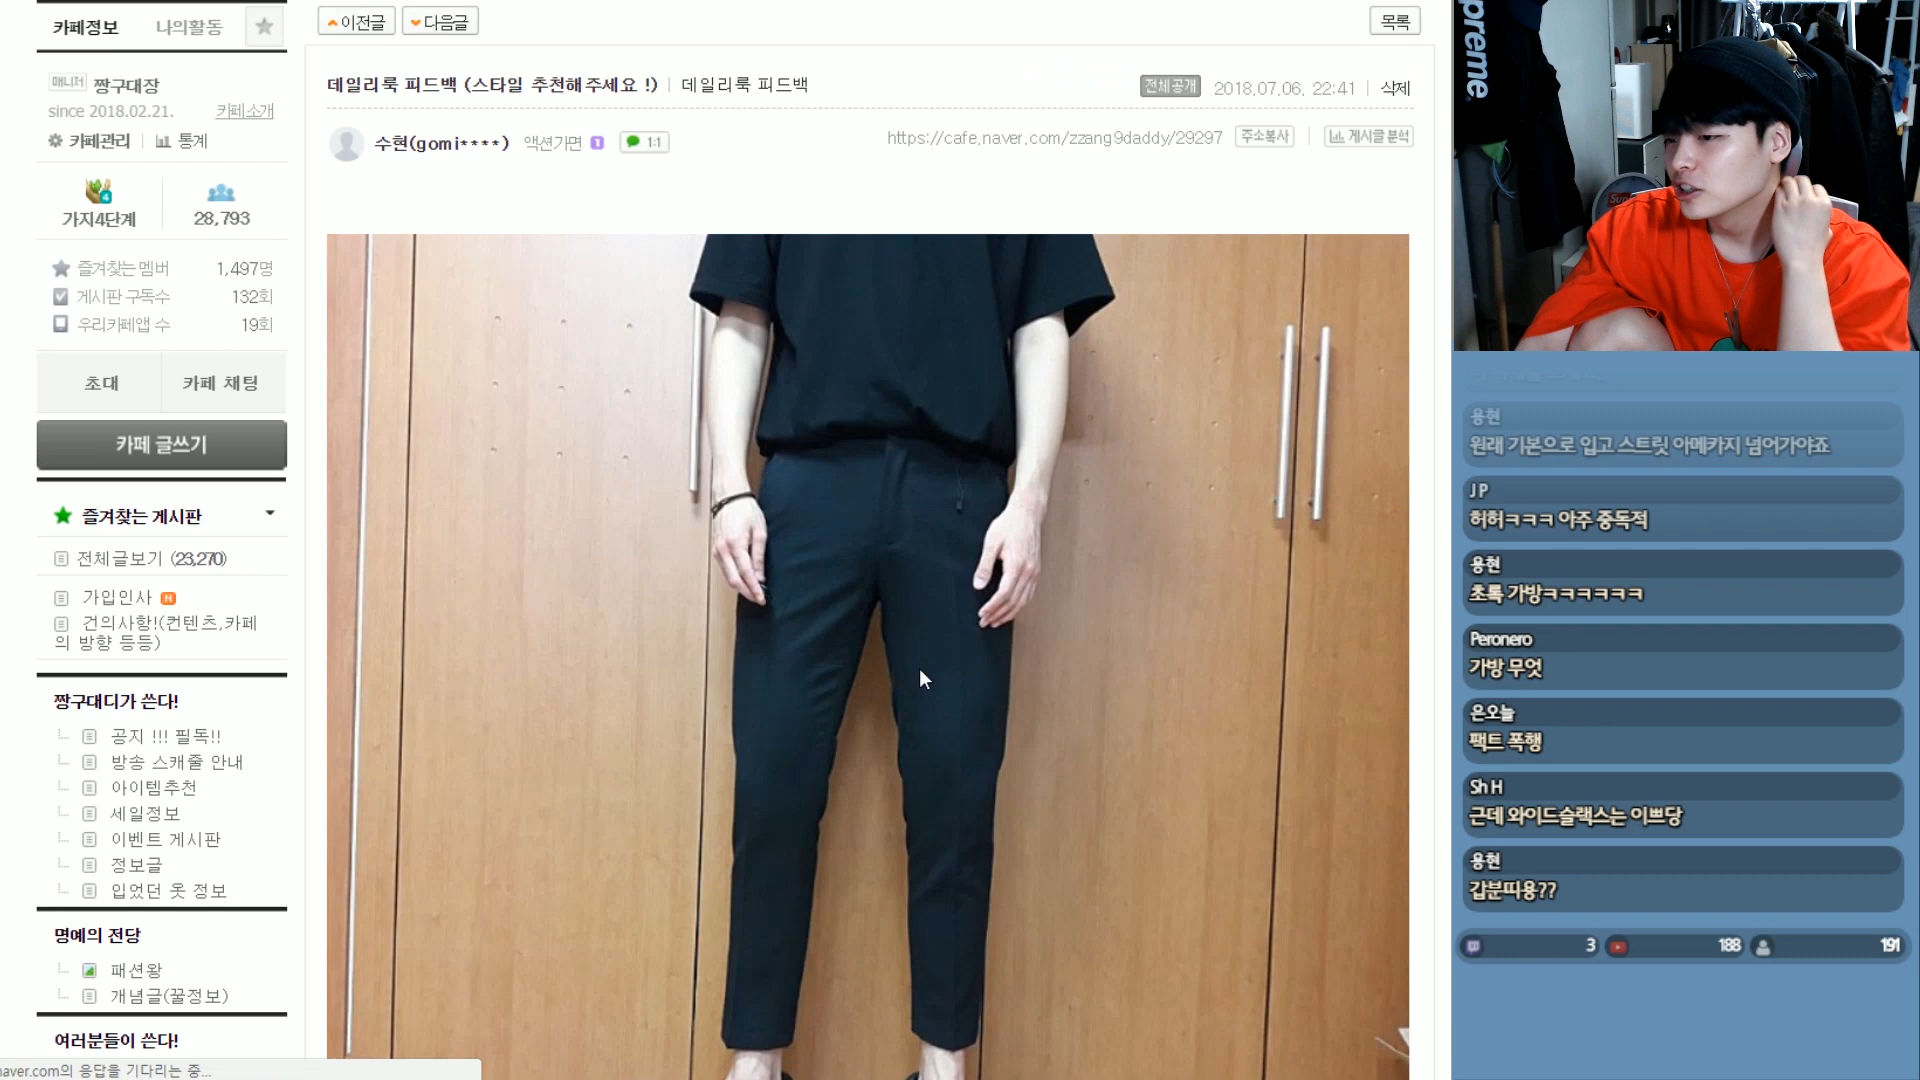 카페정보
나의활동
매니저 짱구대장
since 2018.02.21.
카페소개
카페관리
통계
가지4단계
28,793
즐겨찾는 멤버
1,497명
게시판 구독수
132회
우리카페앱 수
19회
초대
카페 채팅
카페 글쓰기
즐겨찾는 게시판
전체글보기 (23,270)
가입인사 N
건의사항!(컨텐츠,카페
의 방향 등등)
짱구대디가 쓴다!
공지 !!! 필독!!
방송 스캐줄 안내
아이템추천
세일정보
이벤트 게시판
정보글
입었던 옷 정보
명예의 전당
패션왕
개념글(꿀정보)
여러분들이 쓴다!
naver.com의 응답을 기다리는 중...
이전글
다음글
목록
데일리룩 피드백 (스타일 추천해주세요 !) | 데일리룩 피드백
전체공개
2018.07.06. 22:41
삭제
수현(gomi****)
액션가면
1
1:1
https://cafe.naver.com/zzang9daddy/29297
주소복사
게시글 분석
preme
용현
원래 기본으로 입고 스트릿 아메카지 넘어가야죠
JP
허허ㅋㅋㅋ 아주 중독적
용현
초록 가방ㅋㅋㅋㅋㅋㅋ
Peronero
가방 무엇
은오늘
팩트 폭행
Sh H
근데 와이드슬랙스는 이쁘당
용현
갑분띠용??
3
188
191